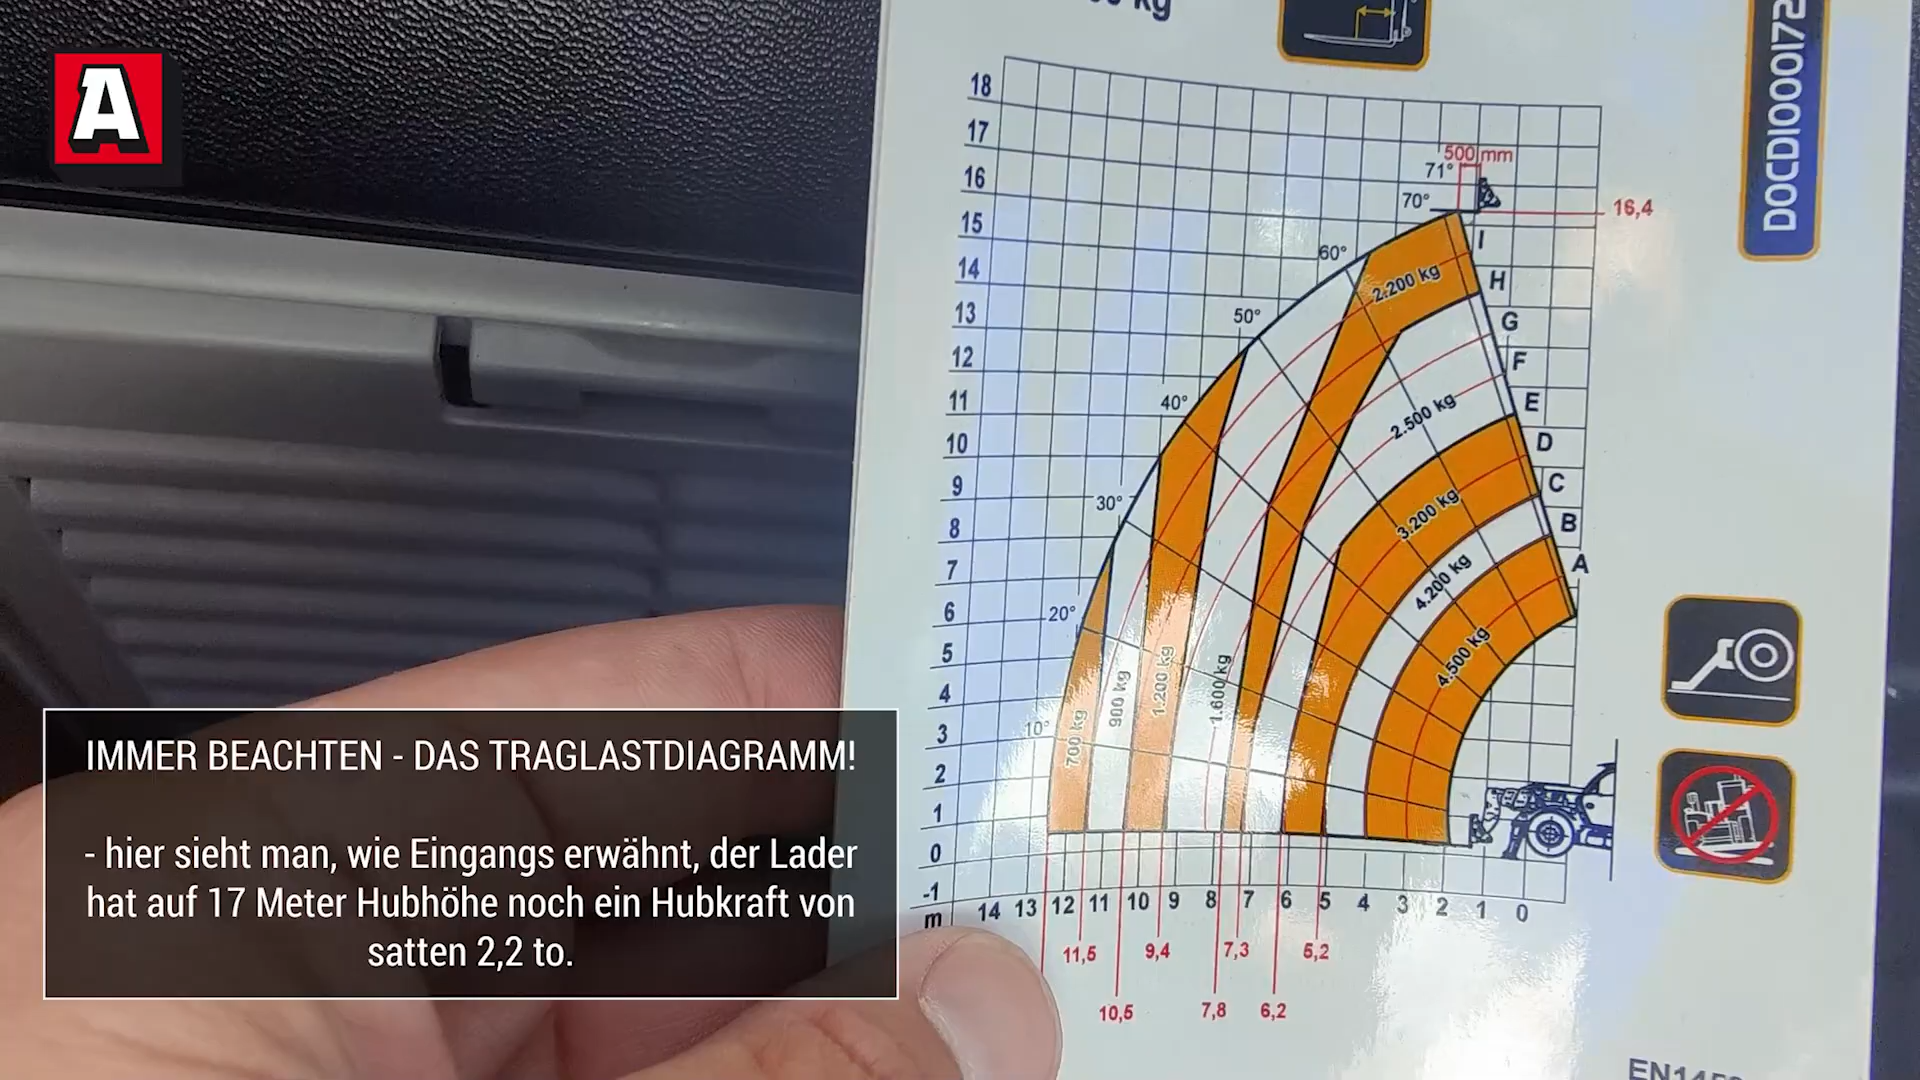 A
kg
DOCD1000172
18
17
16
15
14
13
12
11
10
9
8
7
6
5
4
3
2
1
0
-1
m
500 mm
71°
70°
16,4
60°
50°
40°
30°
20°
10°
I
H
G
F
E
D
C
B
A
2.200 kg
2.500 kg
3.200 kg
4.200 kg
4.500 kg
1.600 kg
1.200 kg
900 kg
700 kg
14 13 12 11 10 9 8 7 6 5 4 3 2 1 0
11,5 9,4 7,3 5,2
10,5 7,8 6,2
IMMER BEACHTEN - DAS TRAGLASTDIAGRAMM!
- hier sieht man, wie Eingangs erwähnt, der Lader
hat auf 17 Meter Hubhöhe noch ein Hubkraft von
satten 2,2 to.